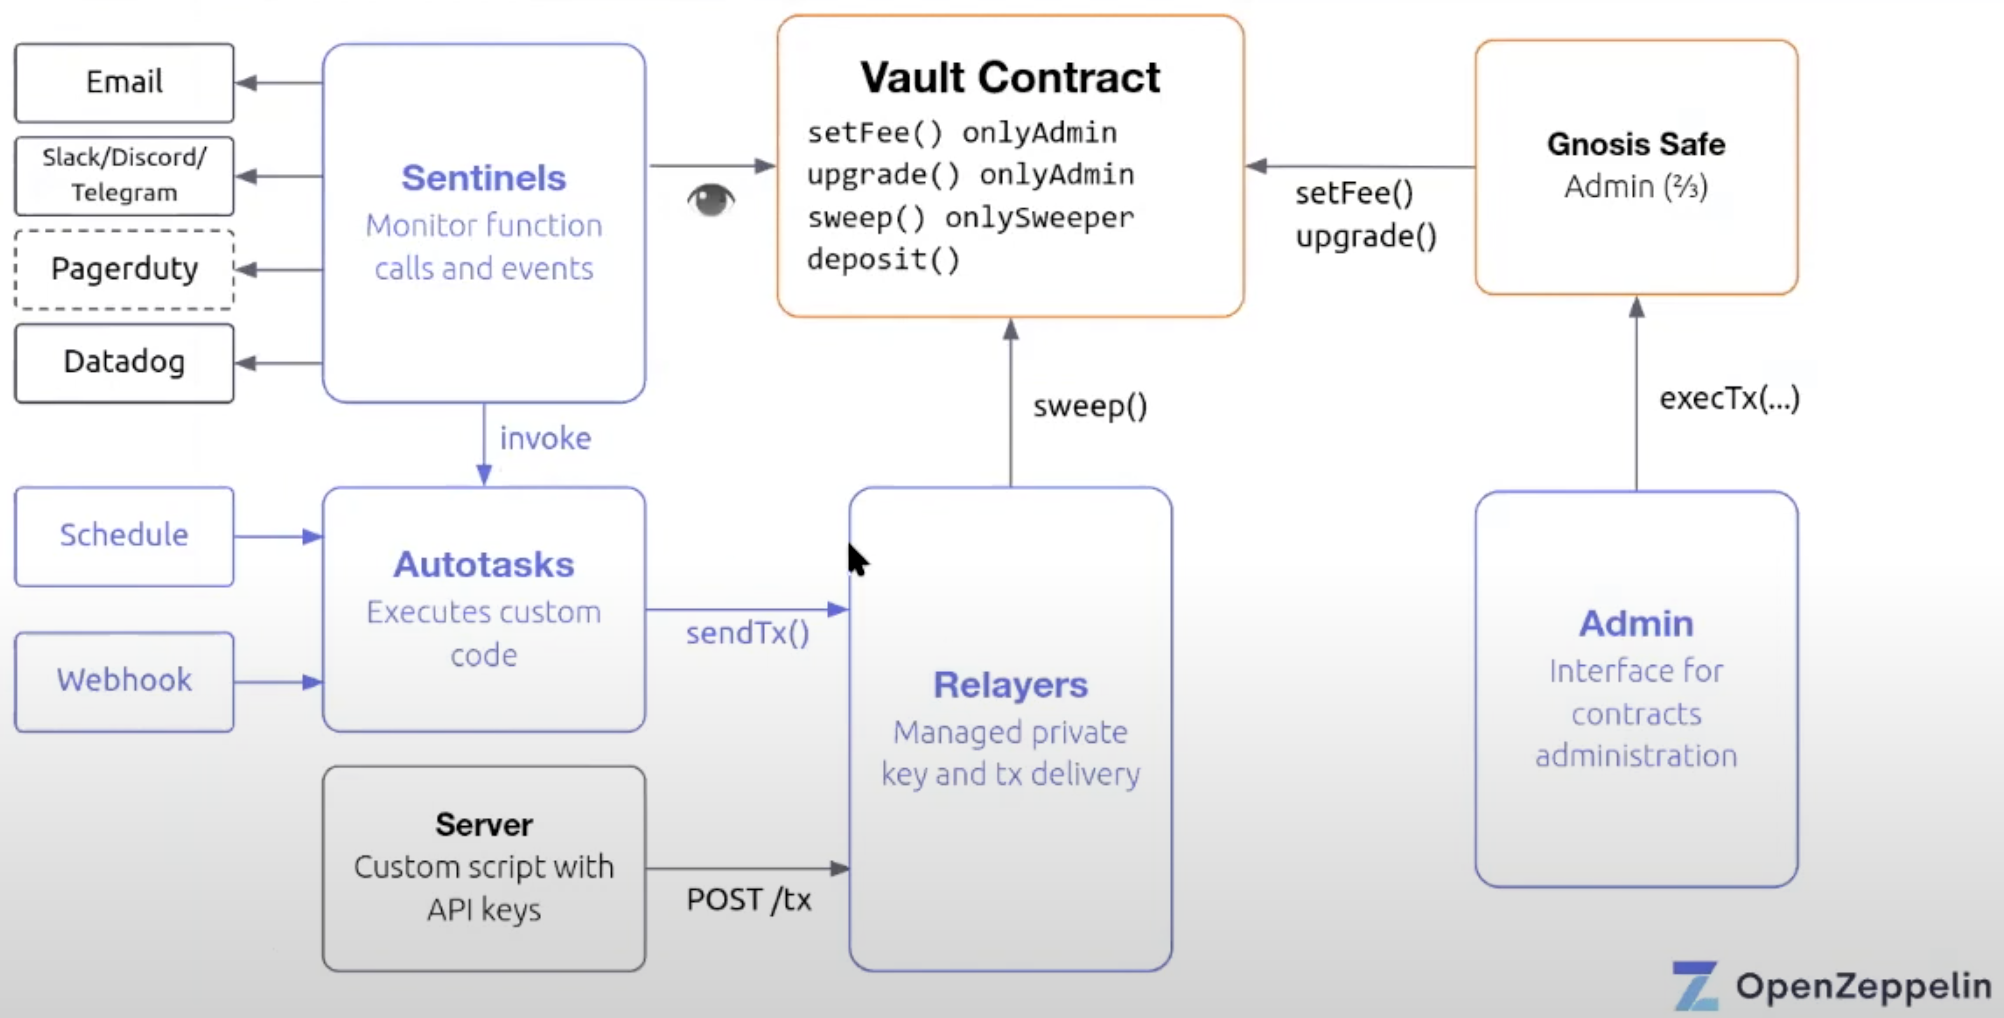 Email
Slack/Discord/
Telegram
Pagerduty
Datadog
Sentinels
Monitor function
calls and events
Vault Contract
setFee() onlyAdmin
upgrade() onlyAdmin
sweep() onlySweeper
deposit()
setFee()
upgrade()
Gnosis Safe
Admin (⅔)
invoke
sweep()
execTx(...)
Schedule
Webhook
Autotasks
Executes custom
code
sendTx()
Relayers
Managed private
key and tx delivery
Admin
Interface for
contracts
administration
Server
Custom script with
API keys
POST /tx
OpenZeppelin